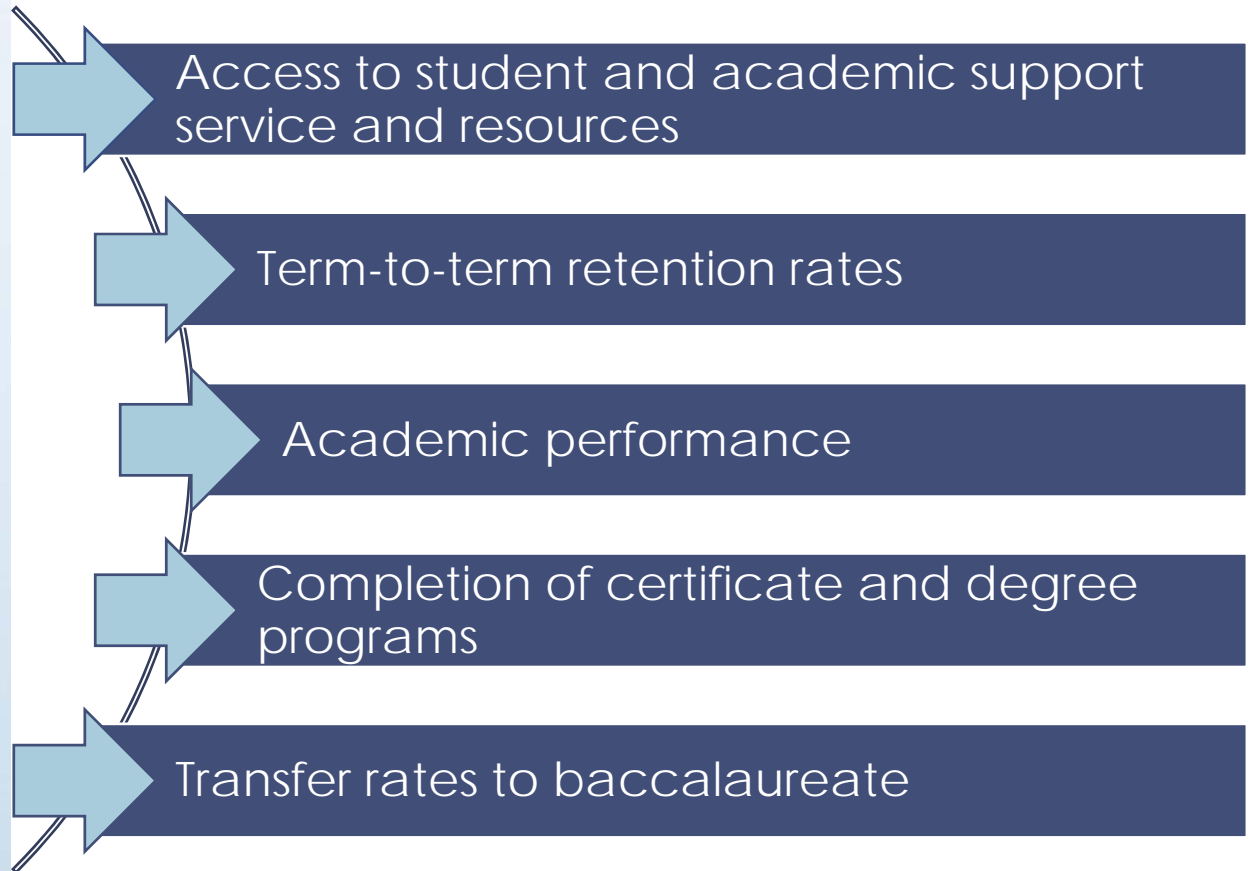 Access to student and academic support
service and resources
Term-to-term retention rates
Academic performance
Completion of certificate and degree
programs
Transfer rates to baccalaureate